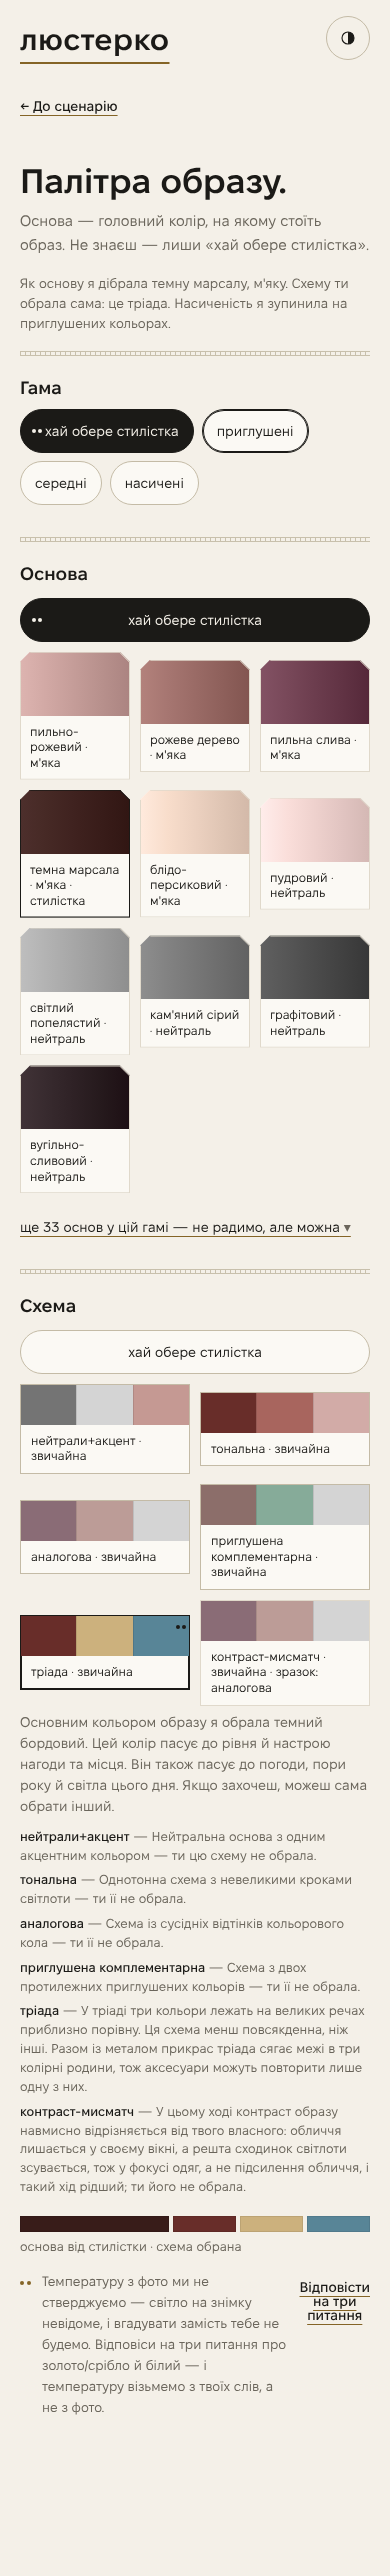 люстерко
← До сценарію
Палітра образу.
Основа — головний колір, на якому стоїть
образ. Не знаєш — лиши «хай обере стилістка».
Як основу я дібрала темну марсалу, м'яку. Схему ти
обрала сама: це тріада. Насиченість я зупинила на
приглушених кольорах.
Гама
хай обере стилістка
приглушені
середні
насичені
Основа
хай обере стилістка
пильно-
рожевий ·
м'яка
рожеве дерево
· м'яка
пильна слива ·
м'яка
темна марсала
· м'яка ·
стилістка
блідо-
персиковий ·
м'яка
пудровий ·
нейтраль
світлий
попелястий ·
нейтраль
кам'яний сірий
· нейтраль
графітовий ·
нейтраль
вугільно-
сливовий ·
нейтраль
ще 33 основ у цій гамі — не радимо, але можна ▾
Схема
хай обере стилістка
нейтрали+акцент ·
звичайна
тональна · звичайна
аналогова · звичайна
приглушена
комплементарна ·
звичайна
тріада · звичайна
контраст-мисматч ·
звичайна · зразок:
аналогова
Основним кольором образу я обрала темний
бордовий. Цей колір пасує до рівня й настрою
нагоди та місця. Він також пасує до погоди, пори
року й світла цього дня. Якщо захочеш, можеш сама
обрати інший.
нейтрали+акцент — Нейтральна основа з одним
акцентним кольором — ти цю схему не обрала.
тональна — Однотонна схема з невеликими кроками
світлоти — ти її не обрала.
аналогова — Схема із сусідніх відтінків кольорового
кола — ти її не обрала.
приглушена комплементарна — Схема з двох
протилежних приглушених кольорів — ти її не обрала.
тріада — У тріаді три кольори лежать на великих речах
приблизно порівну. Ця схема менш повсякденна, ніж
інші. Разом із металом прикрас тріада сягає межі в три
колірні родини, тож аксесуари можуть повторити лише
одну з них.
контраст-мисматч — У цьому ході контраст образу
навмисно відрізняється від твого власного: обличчя
лишається у своєму вікні, а решта сходинок світлоти
зсувається, тож у фокусі одяг, а не підсилення обличчя, і
такий хід рідший; ти його не обрала.
основа від стилістки · схема обрана
Температуру з фото ми не
стверджуємо — світло на знімку
невідоме, і вгадувати замість тебе не
будемо. Відповіси на три питання про
золото/срібло й білий — і
температуру візьмемо з твоїх слів, а
не з фото.
Відповісти
на три
питання